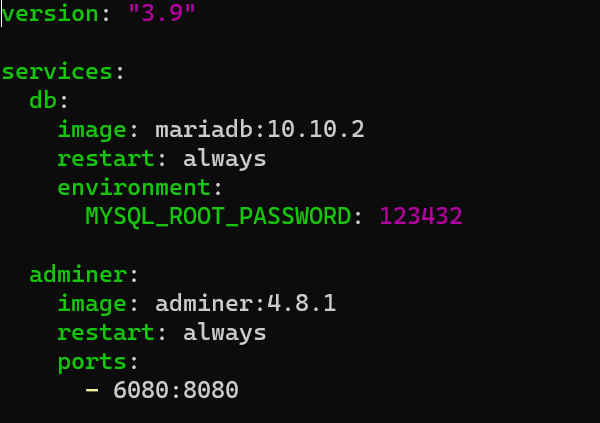 version: "3.9"

services:
  db:
    image: mariadb:10.10.2
    restart: always
    environment:
      MYSQL_ROOT_PASSWORD: 123432

  adminer:
    image: adminer:4.8.1
    restart: always
    ports:
      - 6080:8080